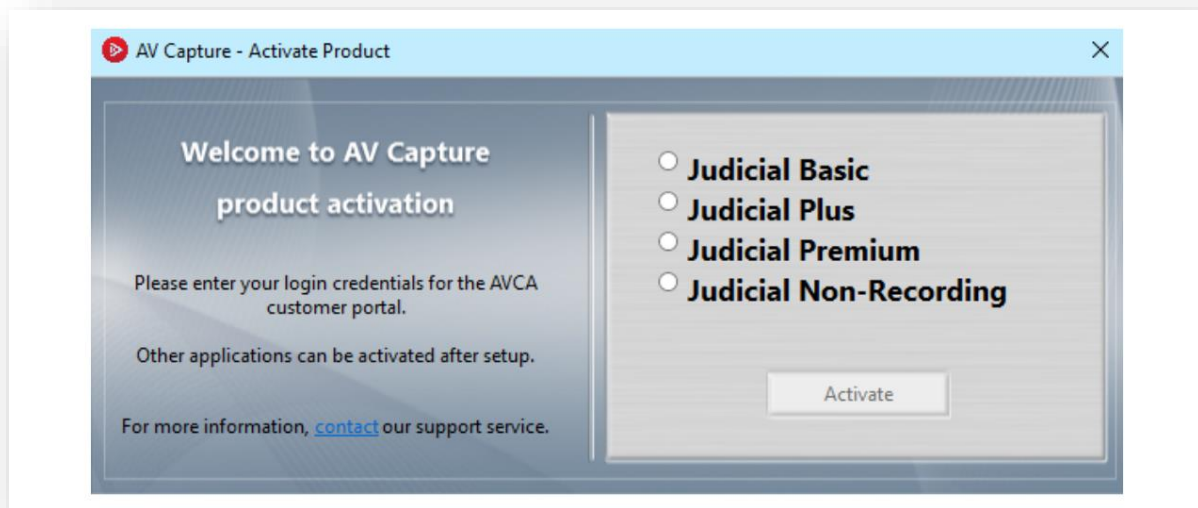 AV Capture - Activate Product
Welcome to AV Capture
product activation
Please enter your login credentials for the AVCA
customer portal.
Other applications can be activated after setup.
For more information, contact our support service.
Judicial Basic
Judicial Plus
Judicial Premium
Judicial Non-Recording
Activate